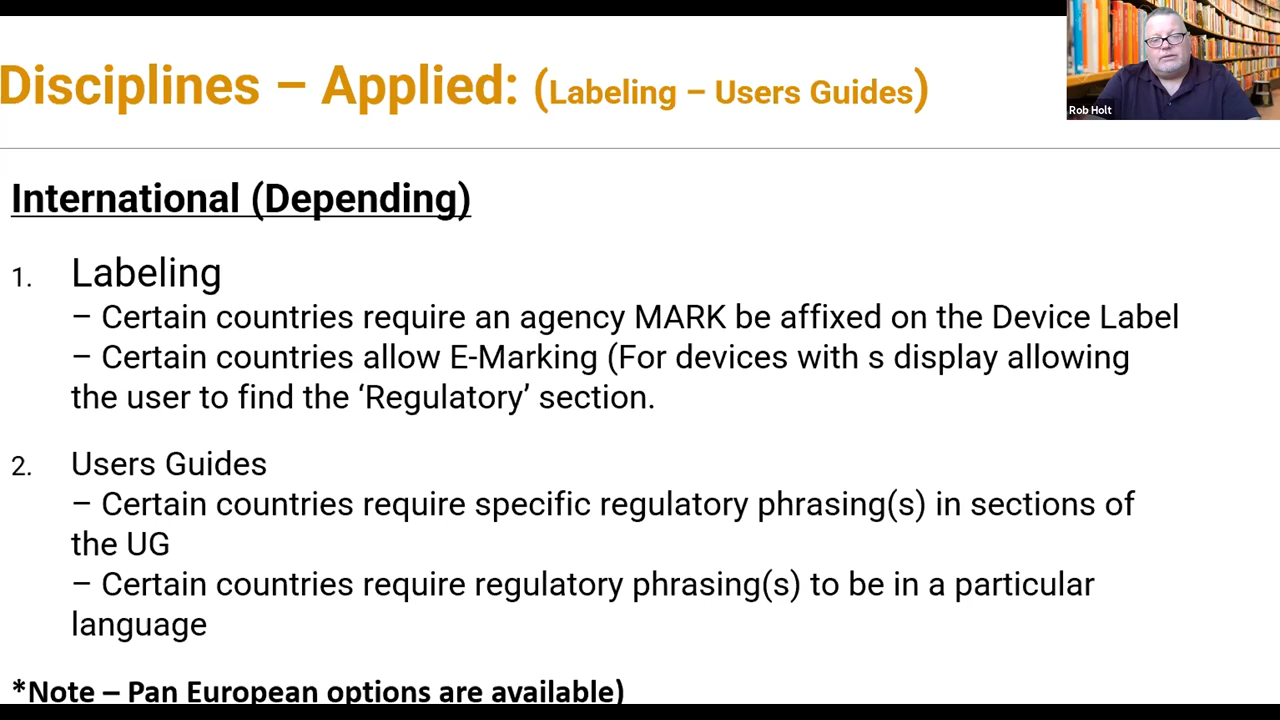 Disciplines – Applied: (Labeling – Users Guides)
Rob Holt
International (Depending)
1. Labeling
– Certain countries require an agency MARK be affixed on the Device Label
– Certain countries allow E-Marking (For devices with s display allowing
the user to find the ‘Regulatory’ section.
2. Users Guides
– Certain countries require specific regulatory phrasing(s) in sections of
the UG
– Certain countries require regulatory phrasing(s) to be in a particular
language
*Note – Pan European options are available)